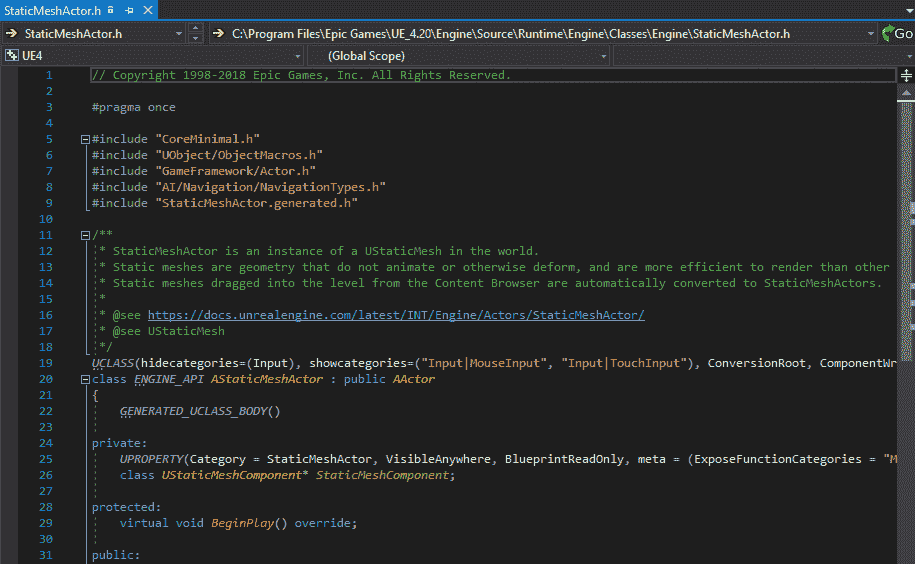 StaticMeshActor.h
StaticMeshActor.h C:\Program Files\Epic Games\UE_4.20\Engine\Source\Runtime\Engine\Classes\Engine\StaticMeshActor.h Go
UE4 (Global Scope)
1 // Copyright 1998-2018 Epic Games, Inc. All Rights Reserved.
2
3 #pragma once
4
5 #include "CoreMinimal.h"
6 #include "UObject/ObjectMacros.h"
7 #include "GameFramework/Actor.h"
8 #include "AI/Navigation/NavigationTypes.h"
9 #include "StaticMeshActor.generated.h"
10
11 /**
12 * StaticMeshActor is an instance of a UStaticMesh in the world.
13 * Static meshes are geometry that do not animate or otherwise deform, and are more efficient to render than other
14 * Static meshes dragged into the level from the Content Browser are automatically converted to StaticMeshActors.
15 *
16 * @see https://docs.unrealengine.com/latest/INT/Engine/Actors/StaticMeshActor/
17 * @see UStaticMesh
18 */
19 UCLASS(hidecategories=(Input), showcategories=("Input|MouseInput", "Input|TouchInput"), ConversionRoot, ComponentWr
20 class ENGINE_API AStaticMeshActor : public AActor
21 {
22 GENERATED_UCLASS_BODY()
23
24 private:
25 UPROPERTY(Category = StaticMeshActor, VisibleAnywhere, BlueprintReadOnly, meta = (ExposeFunctionCategories = "M
26 class UStaticMeshComponent* StaticMeshComponent;
27
28 protected:
29 virtual void BeginPlay() override;
30
31 public: